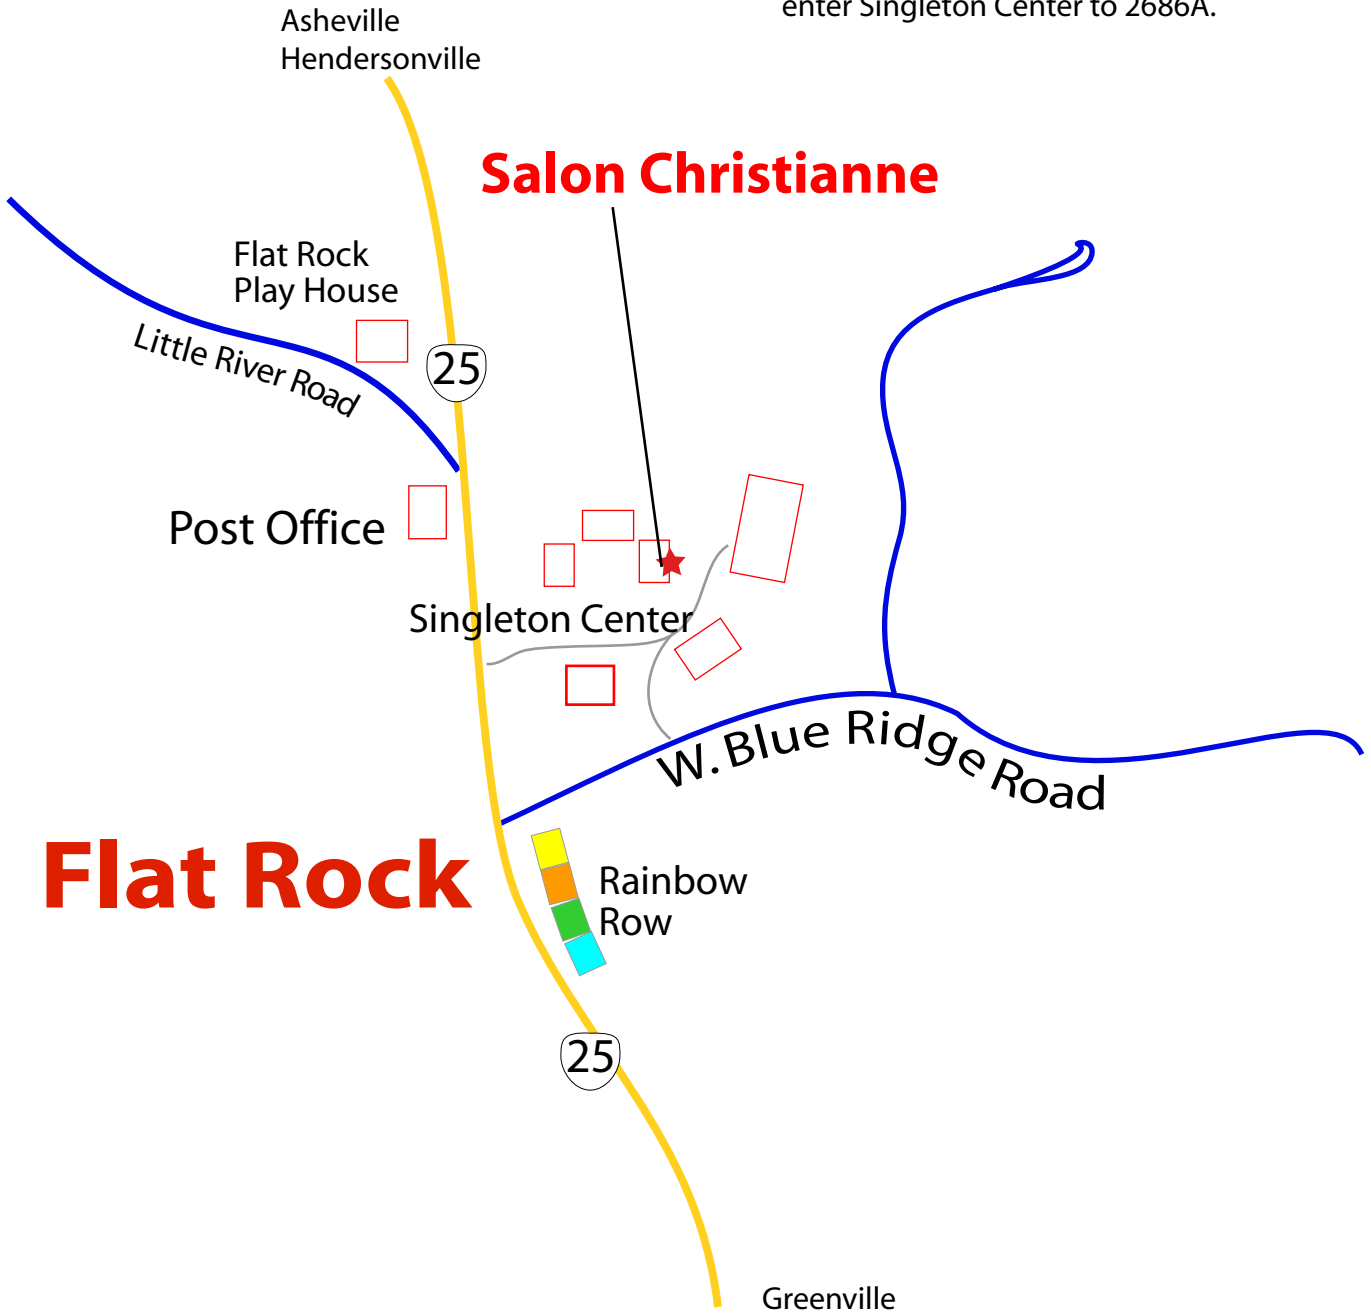 enter Singleton Center to 2686A.
Asheville
Hendersonville
Salon Christianne
Flat Rock
Play House
Little River Road
25
Post Office
Singleton Center
W. Blue Ridge Road
Flat Rock
Rainbow
Row
25
Greenville